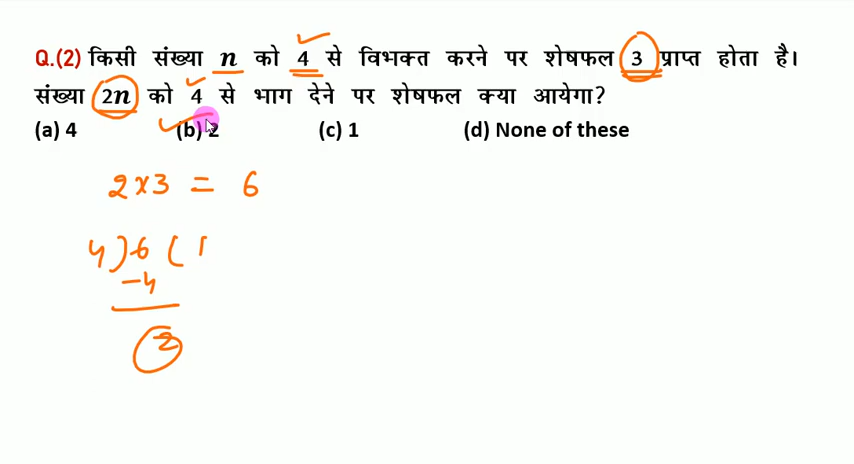 Q.(2) किसी संख्या n को 4 से विभक्त करने पर शेषफल 3 प्राप्त होता है।
संख्या 2n को 4 से भाग देने पर शेषफल क्या आयेगा?
(a) 4 (b) 2 (c) 1 (d) None of these
2 x 3 = 6
4 ) 6 ( 1
-4
2